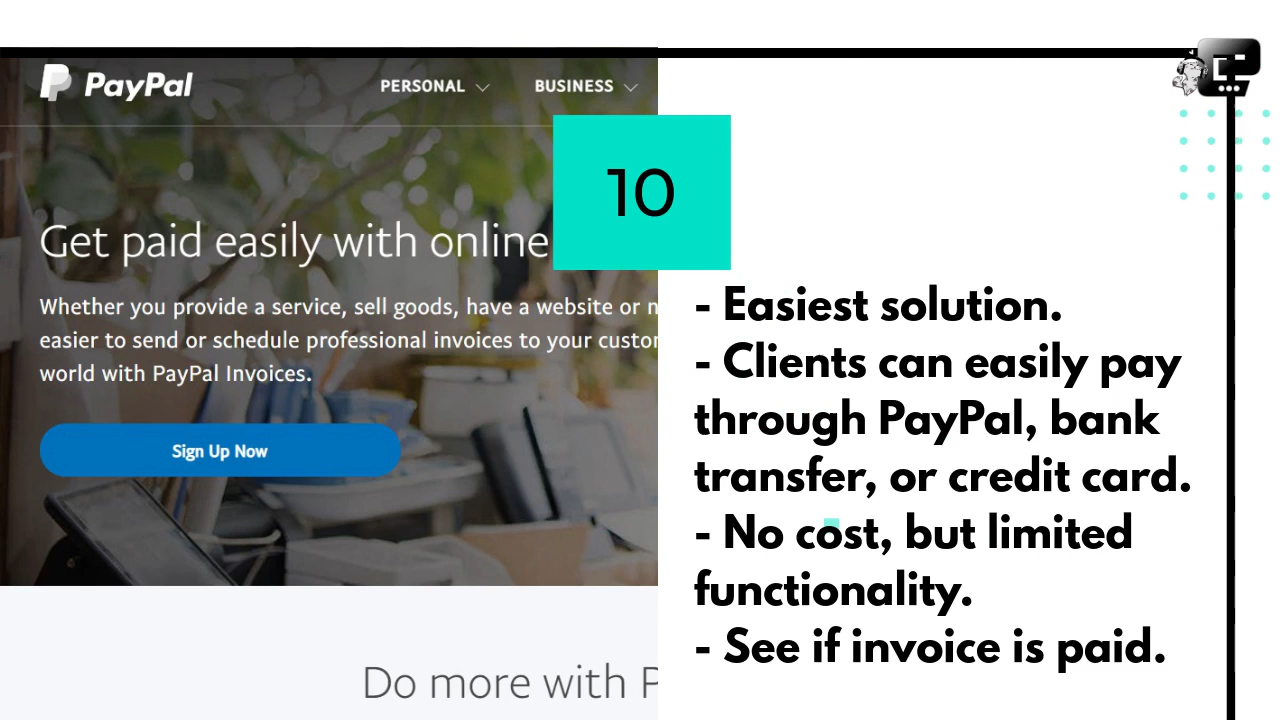 PayPal
PERSONAL
BUSINESS
10
Get paid easily with online
Whether you provide a service, sell goods, have a website or
easier to send or schedule professional invoices to your
world with PayPal Invoices.
Sign Up Now
Do more with
- Easiest solution.
- Clients can easily pay
through PayPal, bank
transfer, or credit card.
- No cost, but limited
functionality.
- See if invoice is paid.